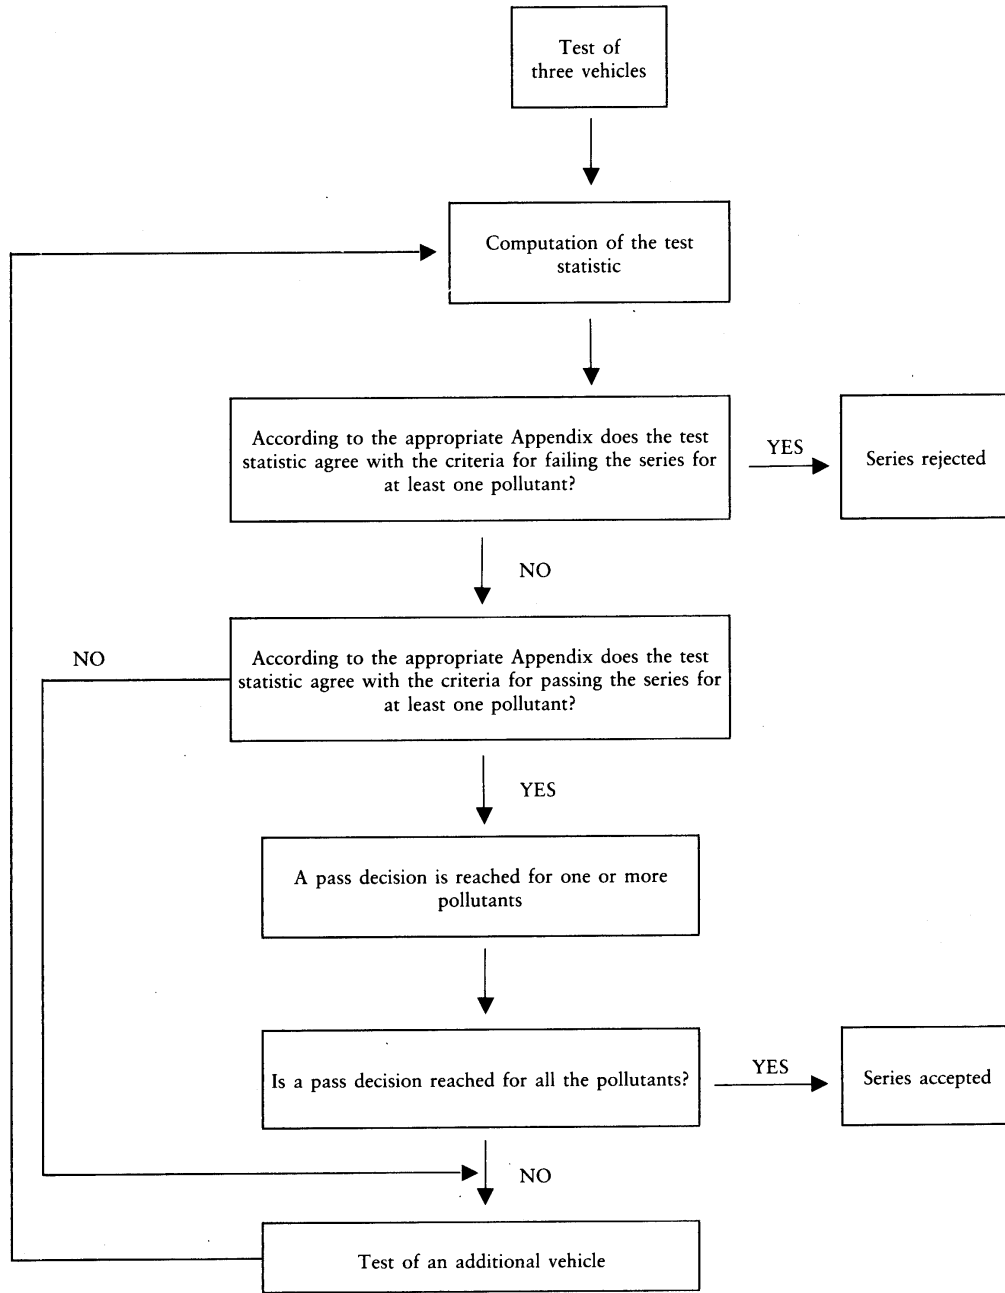 Test of
three vehicles
Computation of the test
statistic
According to the appropriate Appendix does the test
statistic agree with the criteria for failing the series for
at least one pollutant?
YES
Series rejected
NO
NO
According to the appropriate Appendix does the test
statistic agree with the criteria for passing the series for
at least one pollutant?
YES
A pass decision is reached for one or more
pollutants
Is a pass decision reached for all the pollutants?
YES
Series accepted
NO
Test of an additional vehicle